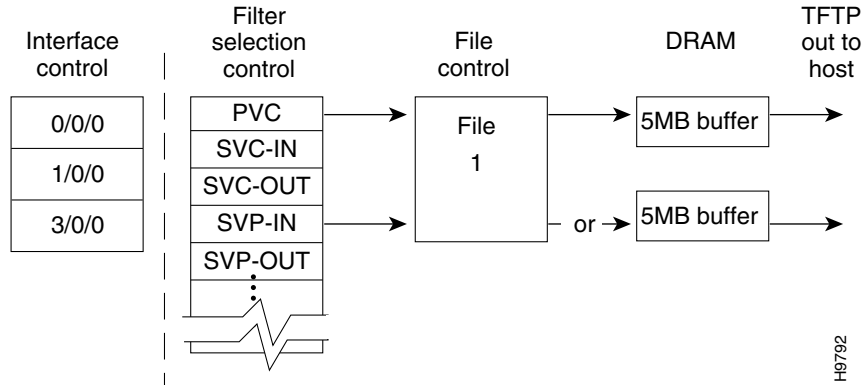 Interface
control
Filter
selection
control
File
control
DRAM
TFTP
out to
host
0/0/0
1/0/0
3/0/0
PVC
SVC-IN
SVC-OUT
SVP-IN
SVP-OUT
File
1
5MB buffer
or
5MB buffer
H9792